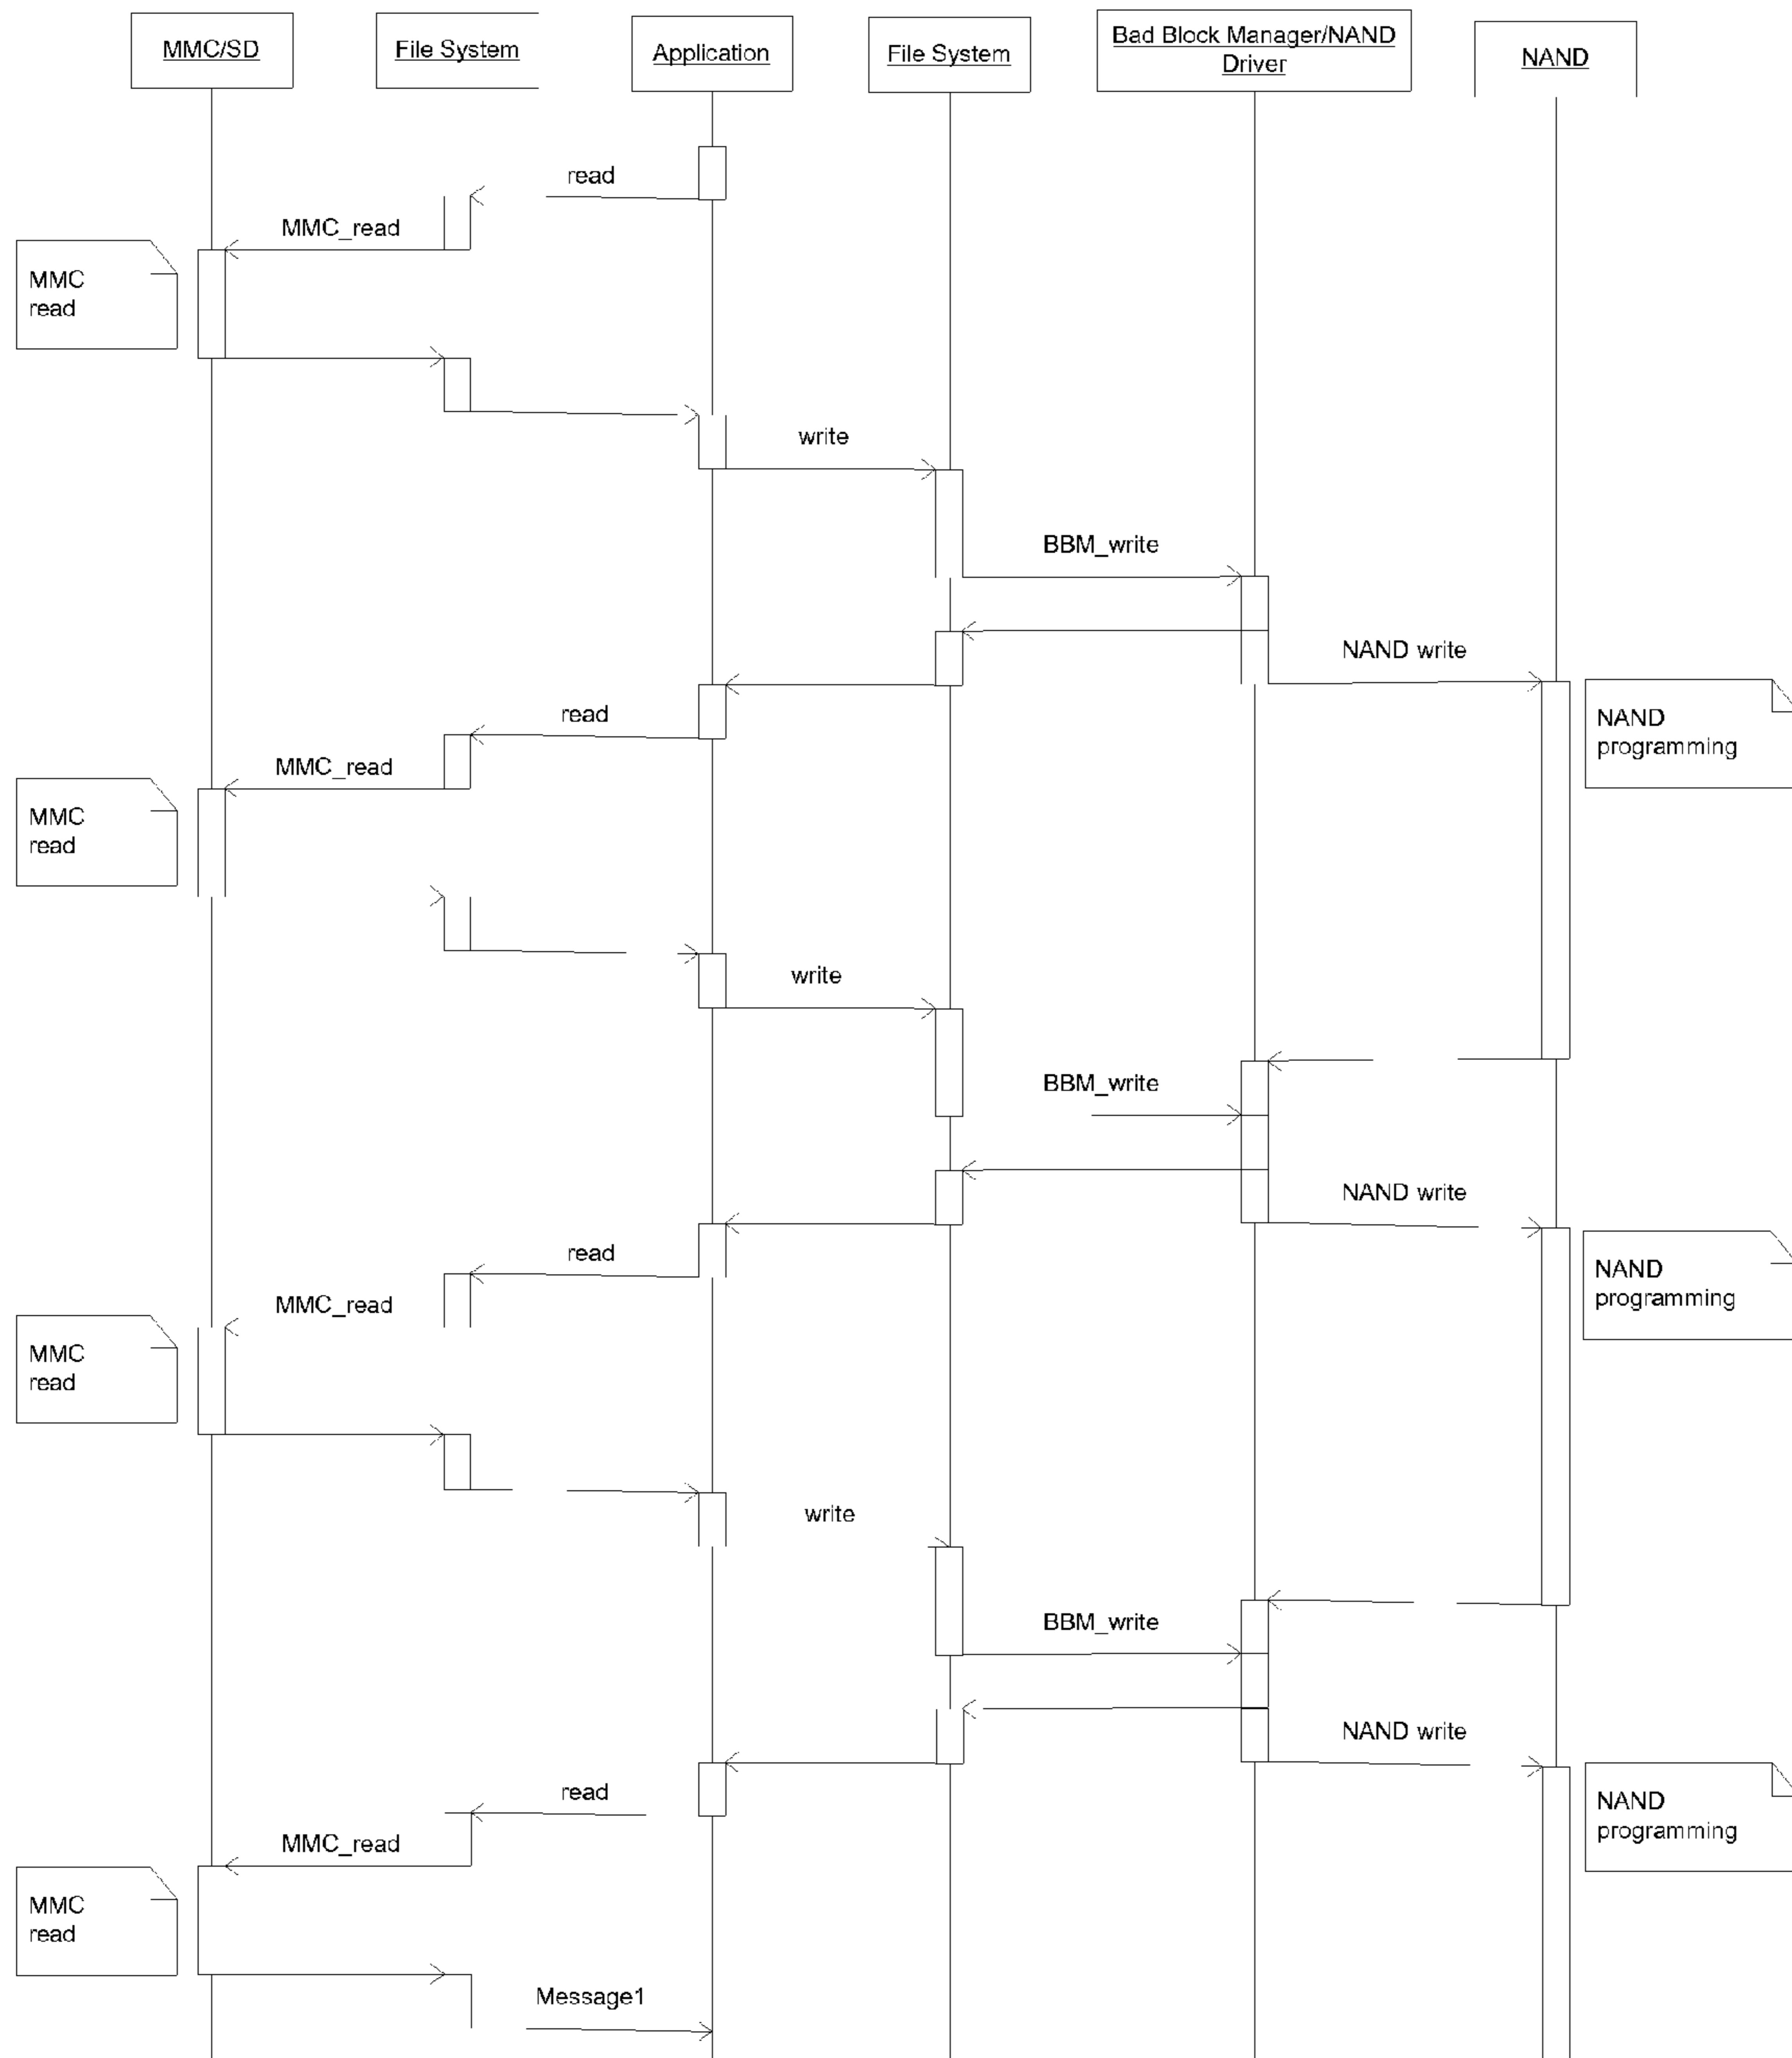 MMC/SD
File System
Application
File System
Bad Block Manager/NAND
Driver
NAND
read
MMC_read
MMC
read
write
BBM_write
NAND write
NAND
programming
read
MMC_read
MMC
read
write
BBM_write
NAND write
NAND
programming
read
MMC_read
MMC
read
write
BBM_write
NAND write
NAND
programming
read
MMC_read
MMC
read
Message1